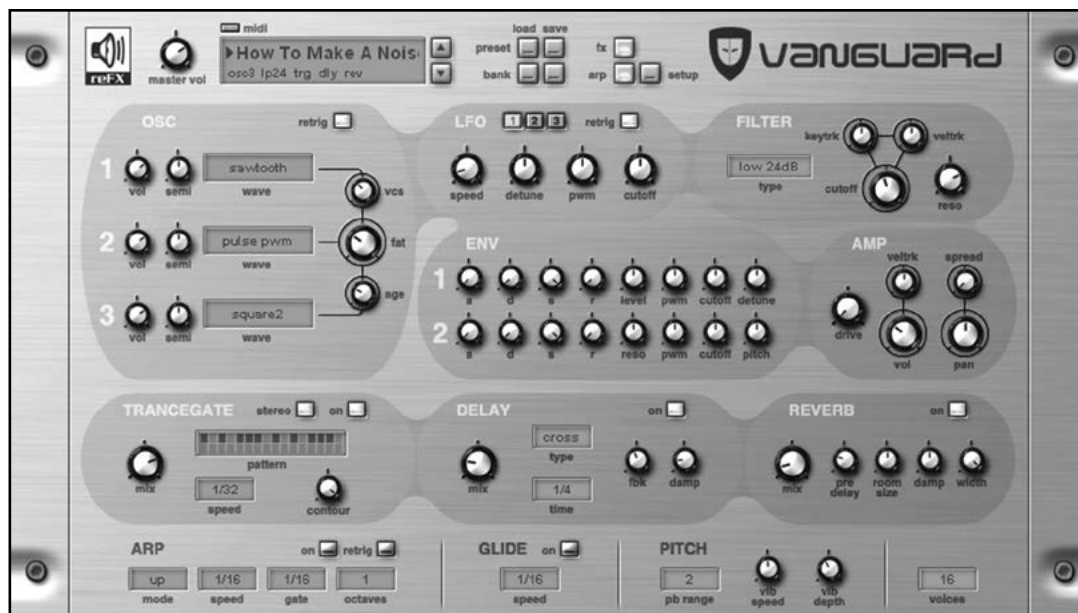 midi
load save
▶How To Make A Nois
preset
fx
VANGUARD
reFX
master vol
osc3 lp24 trg dly rev
bank
arp
setup
OSC
retrig
LFO
1 2 3
retrig
FILTER
keytrk
veltrk
1
vol
semi
sawtooth
wave
vcs
speed
detune
pwm
cutoff
low 24dB
type
cutoff
reso
2
vol
semi
pulse pwm
wave
fat
3
vol
semi
square2
wave
age
ENV
1
a d s r level pwm cutoff detune
2
a d s r reso pwm cutoff pitch
AMP
veltrk
spread
drive
vol
pan
TRANCEGATE
stereo
on
mix
pattern
1/32
speed
contour
DELAY
on
mix
cross
type
1/4
time
fbk
damp
REVERB
on
mix
pre delay
room size
damp
width
ARP
on
retrig
up
1/16
1/16
1
mode
speed
gate
octaves
GLIDE
on
1/16
speed
PITCH
2
pb range
vib speed
vib depth
16
voices